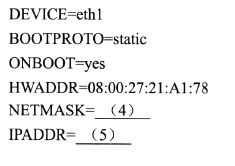 DEVICE=eth1
BOOTPROTO=static
ONBOOT=yes
HWADDR=08:00:27:21:A1:78
NETMASK=（4）
IPADDR=（5）